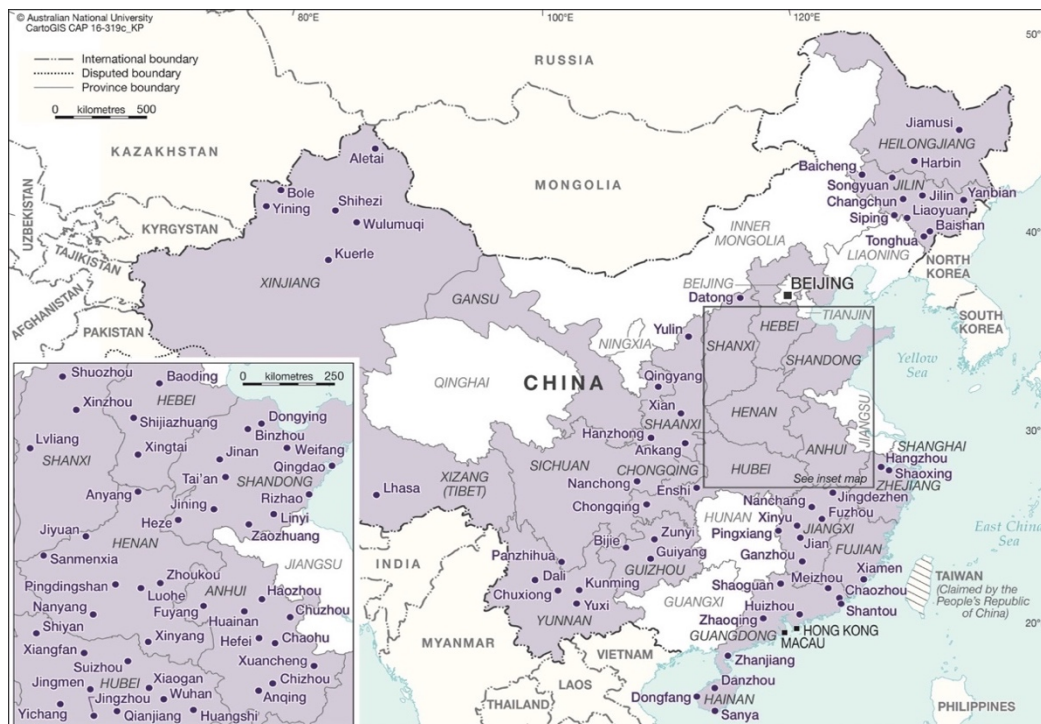 © Australian National University
CartoGIS CAP 16-319c_KP
80°E
100°E
120°E
50°
International boundary
Disputed boundary
Province boundary
0 kilometres 500
RUSSIA
KAZAKHSTAN
MONGOLIA
UZBEKISTAN
KYRGYSTAN
TAJIKISTAN
AFGHANISTAN
PAKISTAN
Aletai
Bole
Yining
Shihezi
Wulumuqi
Kuerle
XINJIANG
GANSU
Jiamusi
HEILONGJIANG
Harbin
Baicheng
Songyuan
JILIN
Jilin
Yanbian
Changchun
Siping
Liaoyuan
Baishan
Tonghua
LIAONING
40°
INNER
MONGOLIA
NORTH
KOREA
SOUTH
KOREA
BEIJING
BEIJING
Datong
TIANJIN
HEBEI
SHANXI
SHANDONG
Yellow
Sea
Yulin
NINGXIA
QINGHAI
CHINA
Qingyang
Xian
SHAANXI
HENAN
JIANGSU
Hanzhong
Ankang
ANHUI
30°
SHANGHAI
Hangzhou
Shaoxing
ZHEJIANG
SICHUAN
CHONGQING
HUBEI
See inset map
XIZANG
(TIBET)
Lhasa
Nanchong
Enshi
Chongqing
Nanchang
Jingdezhen
HUNAN
Xinyu
Fuzhou
Pingxiang
JIANGXI
Jian
FUJIAN
Ganzhou
East China
Sea
Zunyi
Bijie
Guiyang
GUIZHOU
Panzhihua
Dali
Kunming
Chuxiong
Yuxi
YUNNAN
Shaoguan
Meizhou
Xiamen
Chaozhou
Shantou
GUANGXI
Huizhou
Zhaoqing
GUANGDONG
HONG KONG
MACAU
TAIWAN
(Claimed by the
People's Republic
of China)
20°
INDIA
MYANMAR
VIETNAM
LAOS
THAILAND
Zhanjiang
Danzhou
Dongfang
HAINAN
Sanya
PHILIPPINES
0 kilometres 250
Shuozhou
Baoding
HEBEI
Xinzhou
Shijiazhuang
Dongying
Binzhou
Lvliang
SHANXI
Xingtai
Jinan
Weifang
Tai'an
Qingdao
SHANDONG
Anyang
Rizhao
Jining
Linyi
Jiyuan
Heze
Zaozhuang
HENAN
Sanmenxia
JIANGSU
Pingdingshan
Zhoukou
ANHUI
Luohe
Haozhou
Nanyang
Fuyang
Chuzhou
Huainan
Shiyan
Xinyang
Hefei
Chaohu
Xiangfan
Suizhou
Xuancheng
Jingmen
HUBEI
Xiaogan
Chizhou
Jingzhou
Wuhan
Anqing
Yichang
Qianjiang
Huangshi